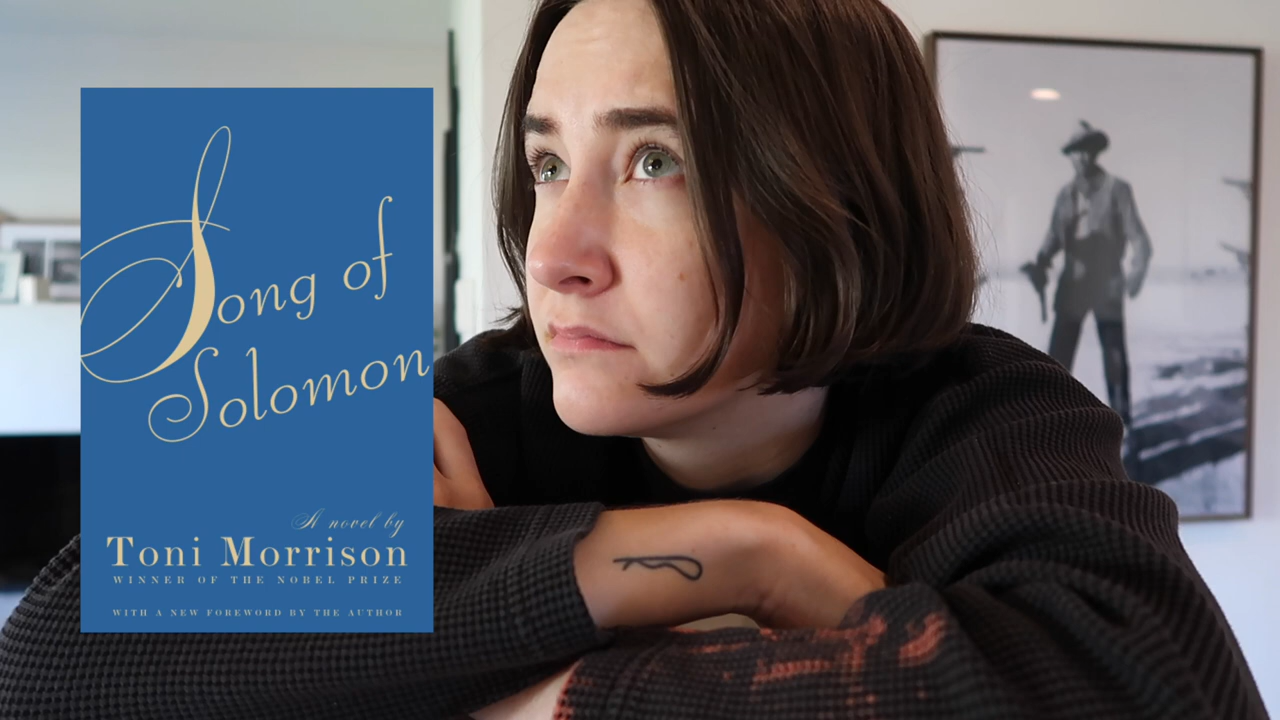 Song of
Solomon
A novel by
Toni Morrison
WINNER OF THE NOBEL PRIZE
WITH A NEW FOREWORD BY THE AUTHOR